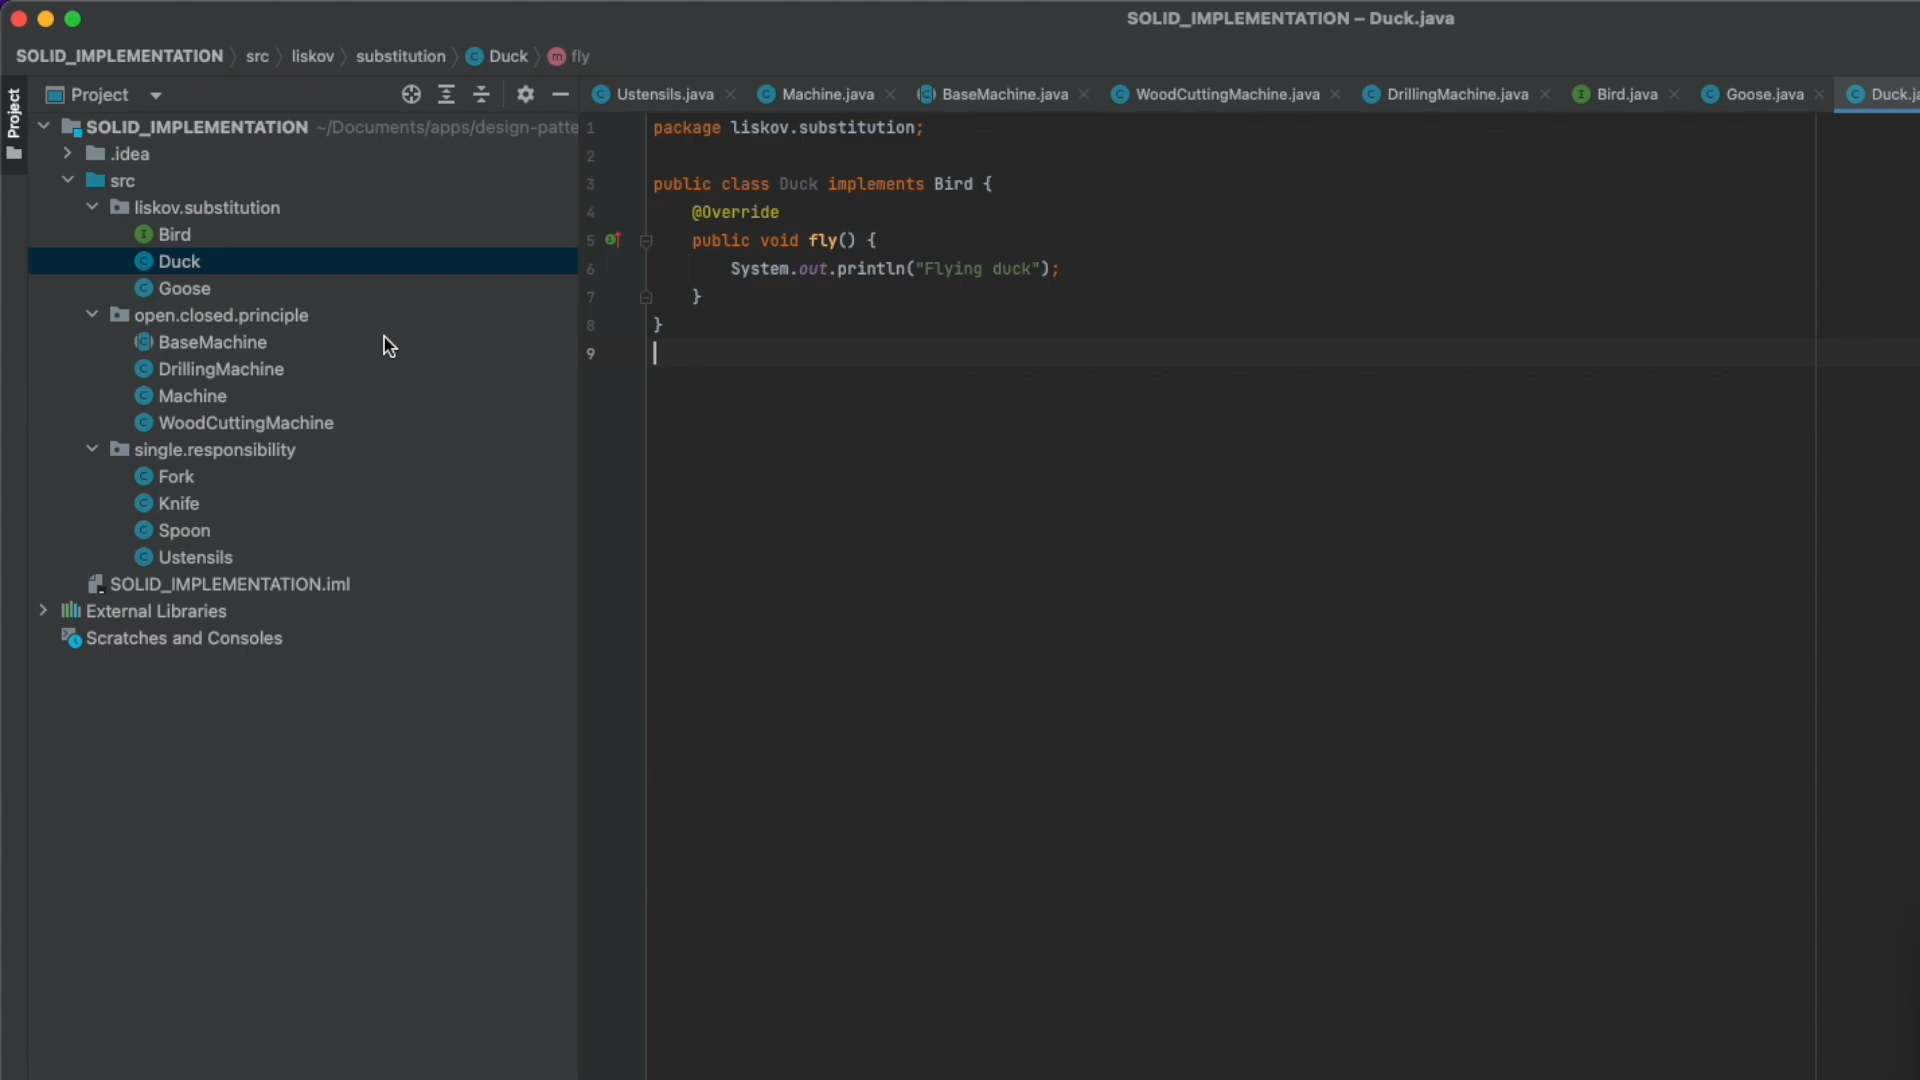 SOLID_IMPLEMENTATION – Duck.java
SOLID_IMPLEMENTATION src liskov substitution Duck m fly
Project
Project
Ustensils.java Machine.java BaseMachine.java WoodCuttingMachine.java DrillingMachine.java Bird.java Goose.java Duck.ja
SOLID_IMPLEMENTATION ~/Documents/apps/design-patte
.idea
src
liskov.substitution
Bird
Duck
Goose
open.closed.principle
BaseMachine
DrillingMachine
Machine
WoodCuttingMachine
single.responsibility
Fork
Knife
Spoon
Ustensils
SOLID_IMPLEMENTATION.iml
External Libraries
Scratches and Consoles
1 package liskov.substitution;
2
3 public class Duck implements Bird {
4 @Override
5 public void fly() {
6 System.out.println("Flying duck");
7 }
8 }
9